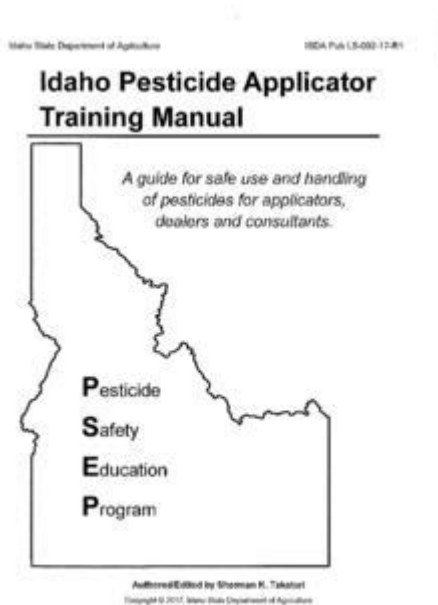 Idaho State Department of Agriculture
ISDA Pub LS-092-17-R1
Idaho Pesticide Applicator
Training Manual
A guide for safe use and handling
of pesticides for applicators,
dealers and consultants.
Pesticide
Safety
Education
Program
Authored/Edited by Sherman K. Takatori
Copyright © 2017, Idaho State Department of Agriculture